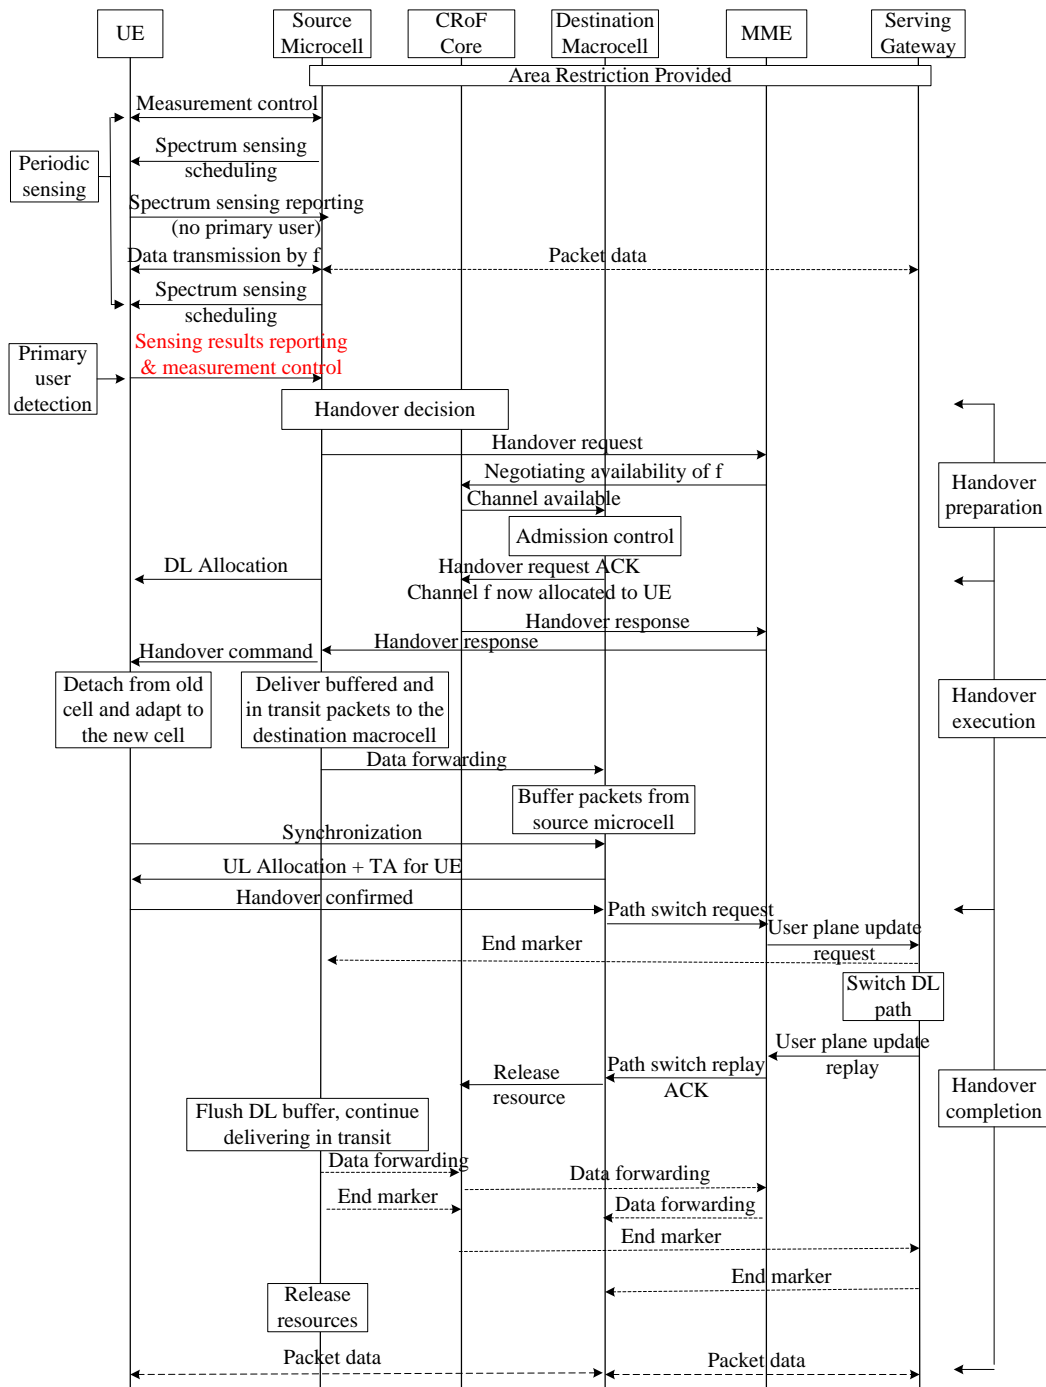 UE
Source
Microcell
CRoF
Core
Destination
Macrocell
MME
Serving
Gateway
Area Restriction Provided
Measurement control
Periodic
sensing
Spectrum sensing
scheduling
Spectrum sensing reporting
(no primary user)
Data transmission by f
Packet data
Spectrum sensing
scheduling
Primary
user
detection
Sensing results reporting
& measurement control
Handover decision
Handover request
Negotiating availability of f
Channel available
Handover
preparation
Admission control
DL Allocation
Handover request ACK
Channel f now allocated to UE
Handover response
Handover response
Handover command
Detach from old
cell and adapt to
the new cell
Deliver buffered and
in transit packets to the
destination macrocell
Handover
execution
Data forwarding
Buffer packets from
source microcell
Synchronization
UL Allocation + TA for UE
Handover confirmed
Path switch request
User plane update
request
End marker
Switch DL
path
User plane update
replay
Path switch replay
ACK
Release
resource
Handover
completion
Flush DL buffer, continue
delivering in transit
Data forwarding
Data forwarding
End marker
Data forwarding
End marker
End marker
Release
resources
Packet data
Packet data